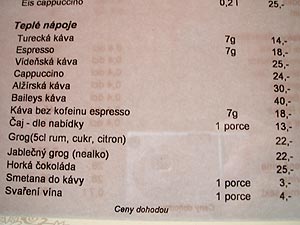 Eis cappuccino 0,2 l 25,-
Teplé nápoje
Turecká káva 7g 14,-
Espresso 7g 18,-
Vídeňská káva 25,-
Cappuccino 24,-
Alžírská káva 30,-
Baileys káva 40,-
Káva bez kofeinu espresso 7g 18,-
Čaj - dle nabídky 1 porce 13,-
Grog(5cl rum, cukr, citron) 22,-
Jablečný grog (nealko) 22,-
Horká čokoláda 25,-
Smetana do kávy 1 porce 3,-
Svaření vína 1 porce 4,-
Ceny dohodou